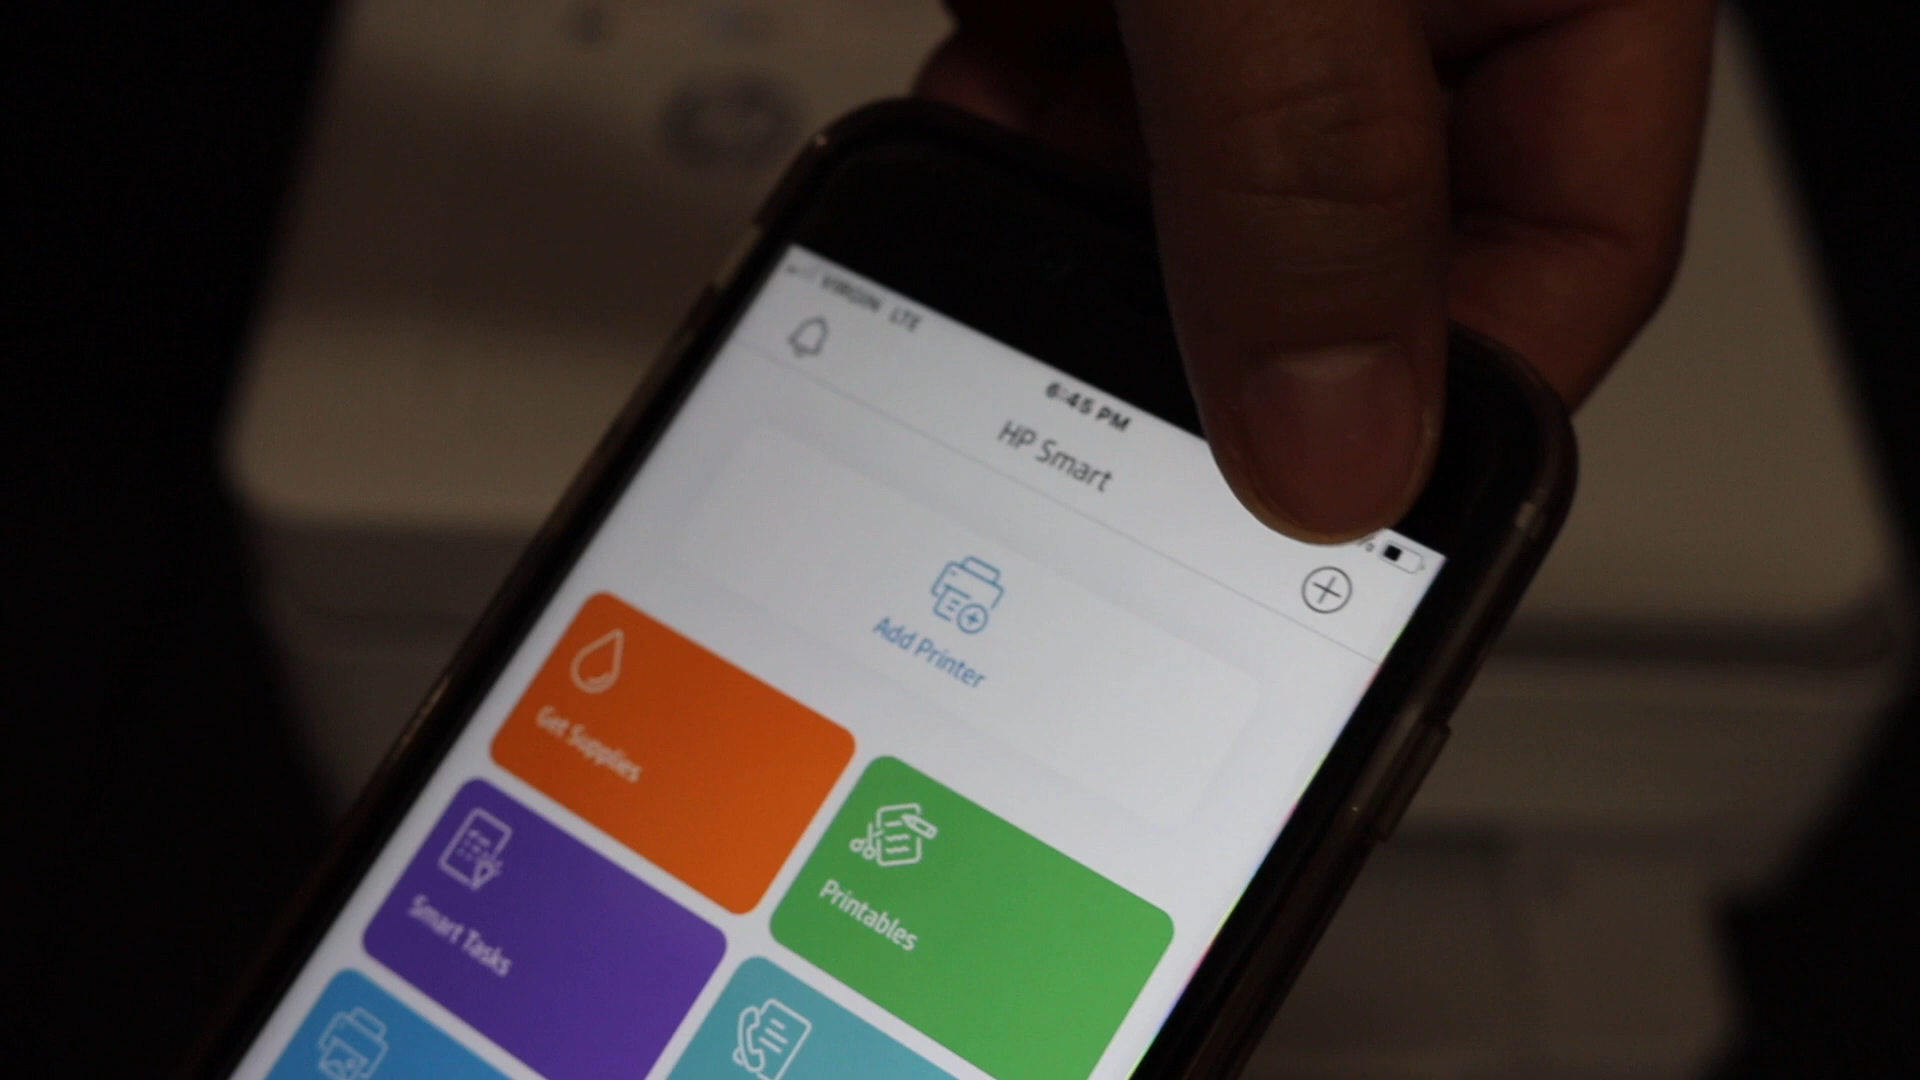 VIRGIN LTE
6:45 PM
HP Smart
Add Printer
Get Supplies
Printables
Smart Tasks